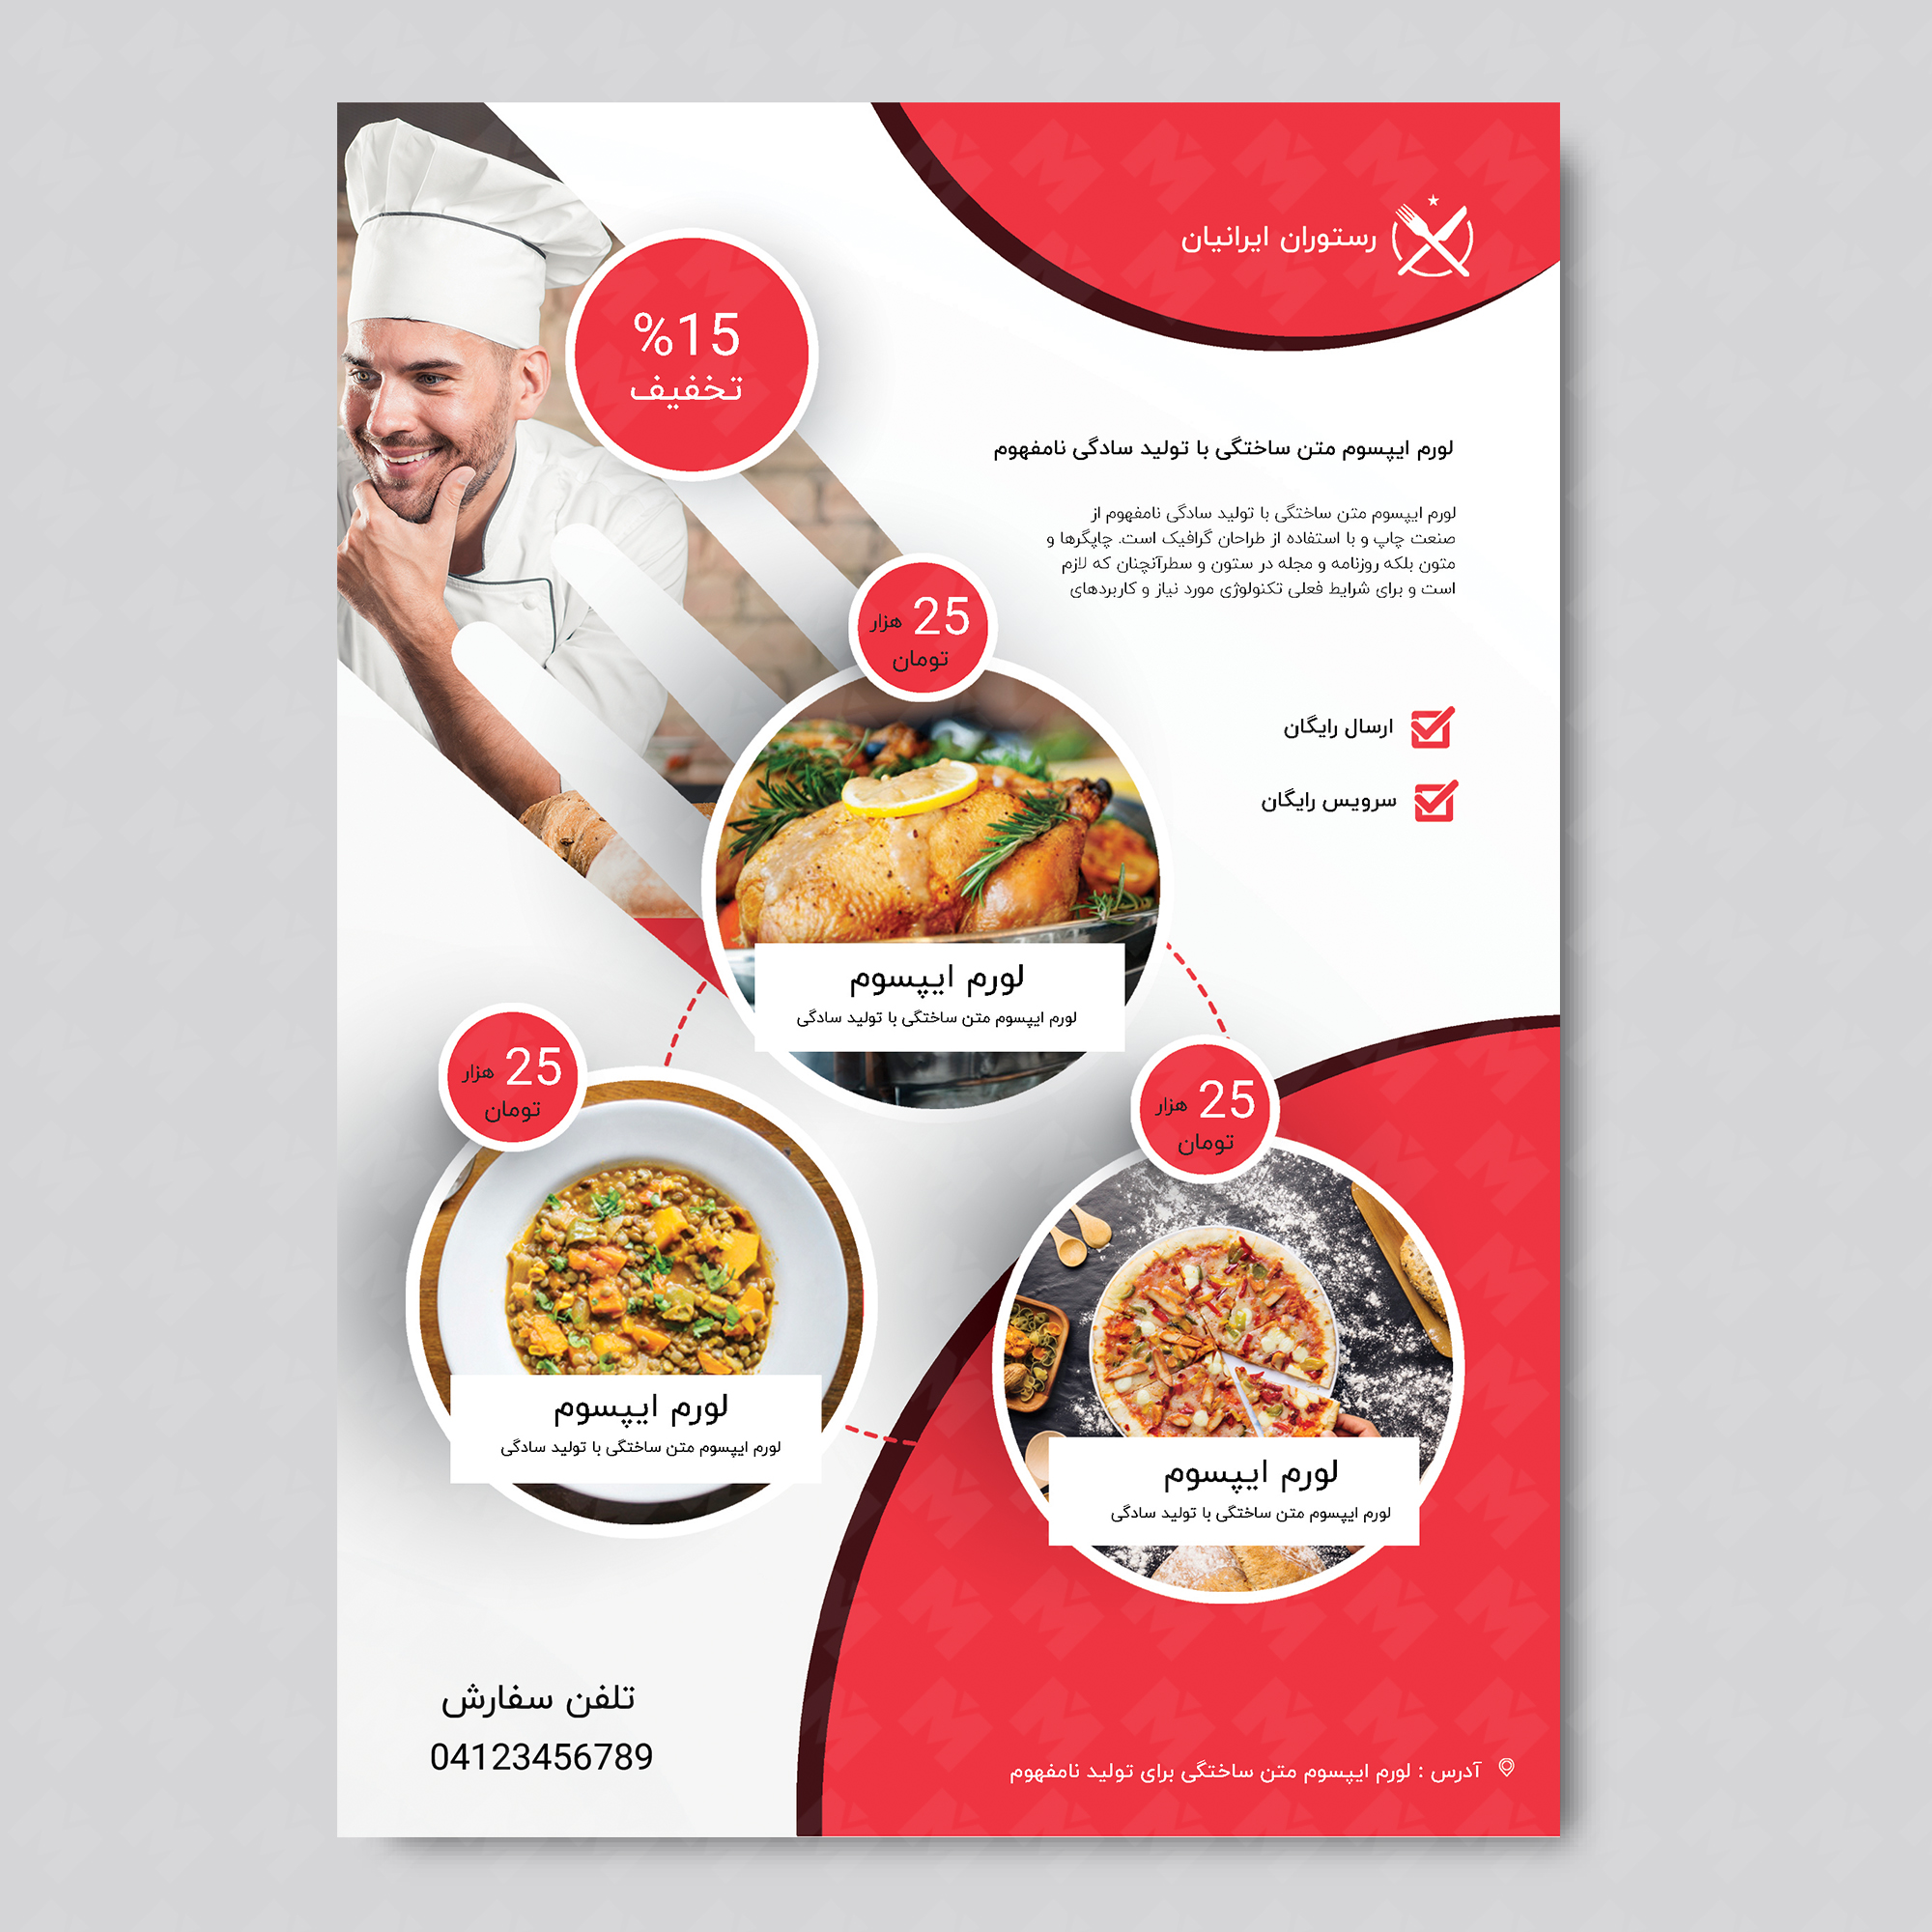 رستوران ایرانیان
%15
تخفیف
لورم ایپسوم متن ساختگی با تولید سادگی نامفهوم
لورم ایپسوم متن ساختگی با تولید سادگی نامفهوم از
صنعت چاپ و با استفاده از طراحان گرافیک است. چاپگرها و
متون بلکه روزنامه و مجله در ستون و سطرآنچنان که لازم
است و برای شرایط فعلی تکنولوژی مورد نیاز و کاربردهای
ارسال رایگان
سرویس رایگان
25 هزار
تومان
لورم ایپسوم
لورم ایپسوم متن ساختگی با تولید سادگی
25 هزار
تومان
لورم ایپسوم
لورم ایپسوم متن ساختگی با تولید سادگی
25 هزار
تومان
لورم ایپسوم
لورم ایپسوم متن ساختگی با تولید سادگی
تلفن سفارش
04123456789
آدرس : لورم ایپسوم متن ساختگی برای تولید نامفهوم